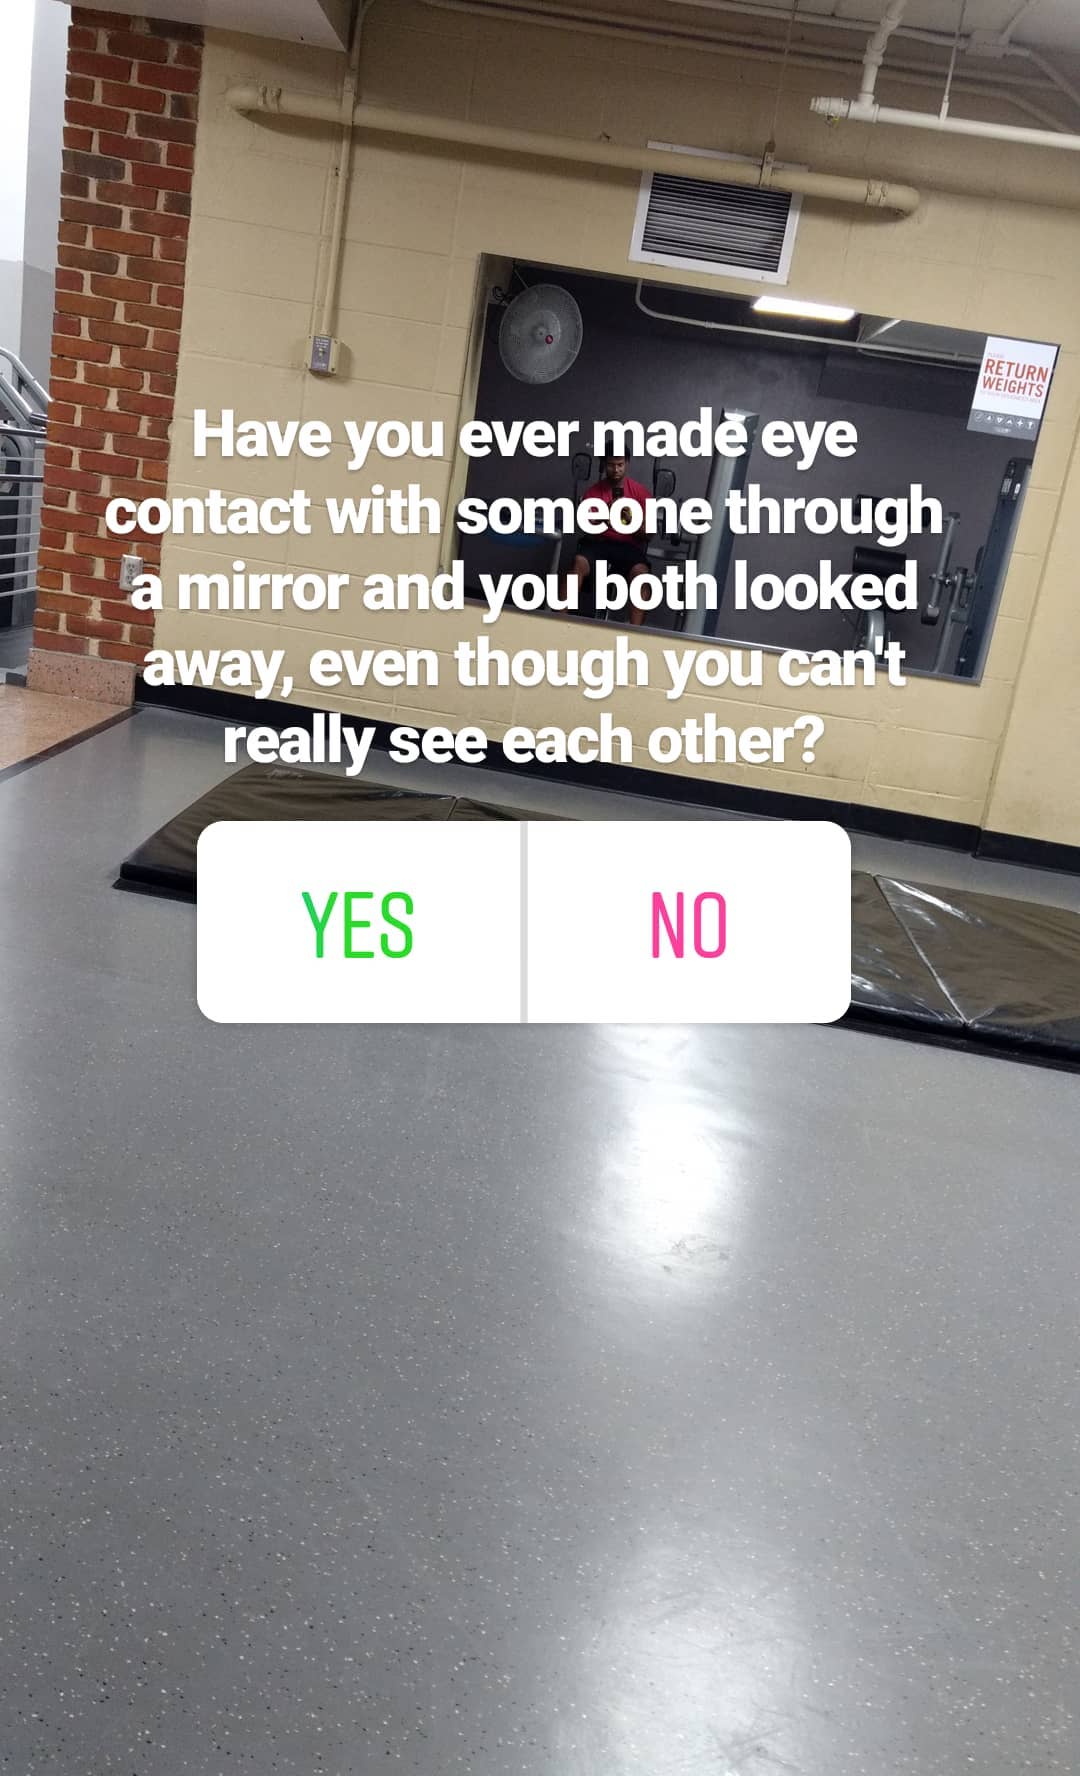 RETURN
WEIGHTS
Have you ever made eye
contact with someone through
a mirror and you both looked
away, even though you can't
really see each other?
YES
NO